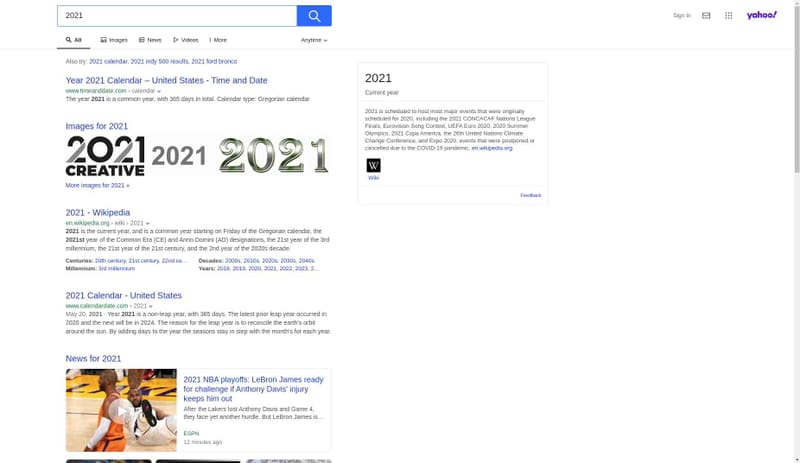 2021
Sign In
yahoo!
All
Images
News
Videos
More
Anytime
Also try: 2021 calendar, 2021 indy 500 results, 2021 ford bronco
Year 2021 Calendar – United States - Time and Date
www.timeanddate.com › calendar
The year 2021 is a common year, with 365 days in total. Calendar type: Gregorian calendar
Images for 2021
2021 CREATIVE
2021
2021
More images for 2021 »
2021 - Wikipedia
en.wikipedia.org › wiki › 2021
2021 is the current year, and is a common year starting on Friday of the Gregorian calendar, the
2021st year of the Common Era (CE) and Anno Domini (AD) designations, the 21st year of the 3rd
millennium, the 21st year of the 21st century, and the 2nd year of the 2020s decade.
Centuries: 20th century, 21st century, 22nd ce...
Decades: 2000s, 2010s, 2020s, 2030s, 2040s.
Millennium: 3rd millennium
Years: 2018, 2019, 2020, 2021, 2022, 2023, 2...
2021 Calendar - United States
www.calendardate.com › 2021
May 20, 2021 · Year 2021 is a non-leap year, with 365 days. The latest prior leap year occurred in
2020 and the next will be in 2024. The reason for the leap year is to reconcile the earth's orbit
around the sun. By adding days to the year the seasons stay in step with the month's for each year.
News for 2021
2021 NBA playoffs: LeBron James ready
for challenge if Anthony Davis' injury
keeps him out
After the Lakers lost Anthony Davis and Game 4,
they face yet another hurdle. But LeBron James is...
ESPN
12 minutes ago
2021
Current year
2021 is scheduled to host most major events that were originally
scheduled for 2020, including the 2021 CONCACAF Nations League
Finals, Eurovision Song Contest, UEFA Euro 2020, 2020 Summer
Olympics, 2021 Copa América, the 26th United Nations Climate
Change Conference, and Expo 2020, events that were postponed or
cancelled due to the COVID-19 pandemic. en.wikipedia.org
W
Wiki
Feedback